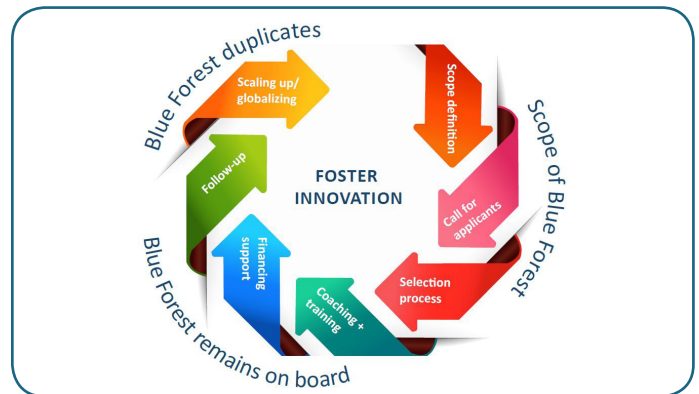 Blue Forest duplicates
Scaling up/
globalizing
Scope definition
Scope of Blue Forest
Follow-up
FOSTER
INNOVATION
Call for
applicants
Financing
support
Coaching +
training
Selection
process
Blue Forest remains on board